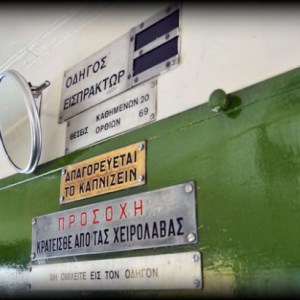 ΟΔΗΓΟΣ
ΕΙΣΠΡΑΚΤΩΡ
ΘΕΣΕΙΣ ΚΑΘΗΜΕΝΩΝ 20
ΟΡΘΙΩΝ 69
ΑΠΑΓΟΡΕΥΕΤΑΙ
ΤΟ ΚΑΠΝΙΖΕΙΝ
ΠΡΟΣΟΧΗ
ΚΡΑΤΕΙΣΘΕ ΑΠΟ ΤΑΣ ΧΕΙΡΟΛΑΒΑΣ
ΜΗ ΟΜΙΛΕΙΤΕ ΕΙΣ ΤΟΝ ΟΔΗΓΟΝ